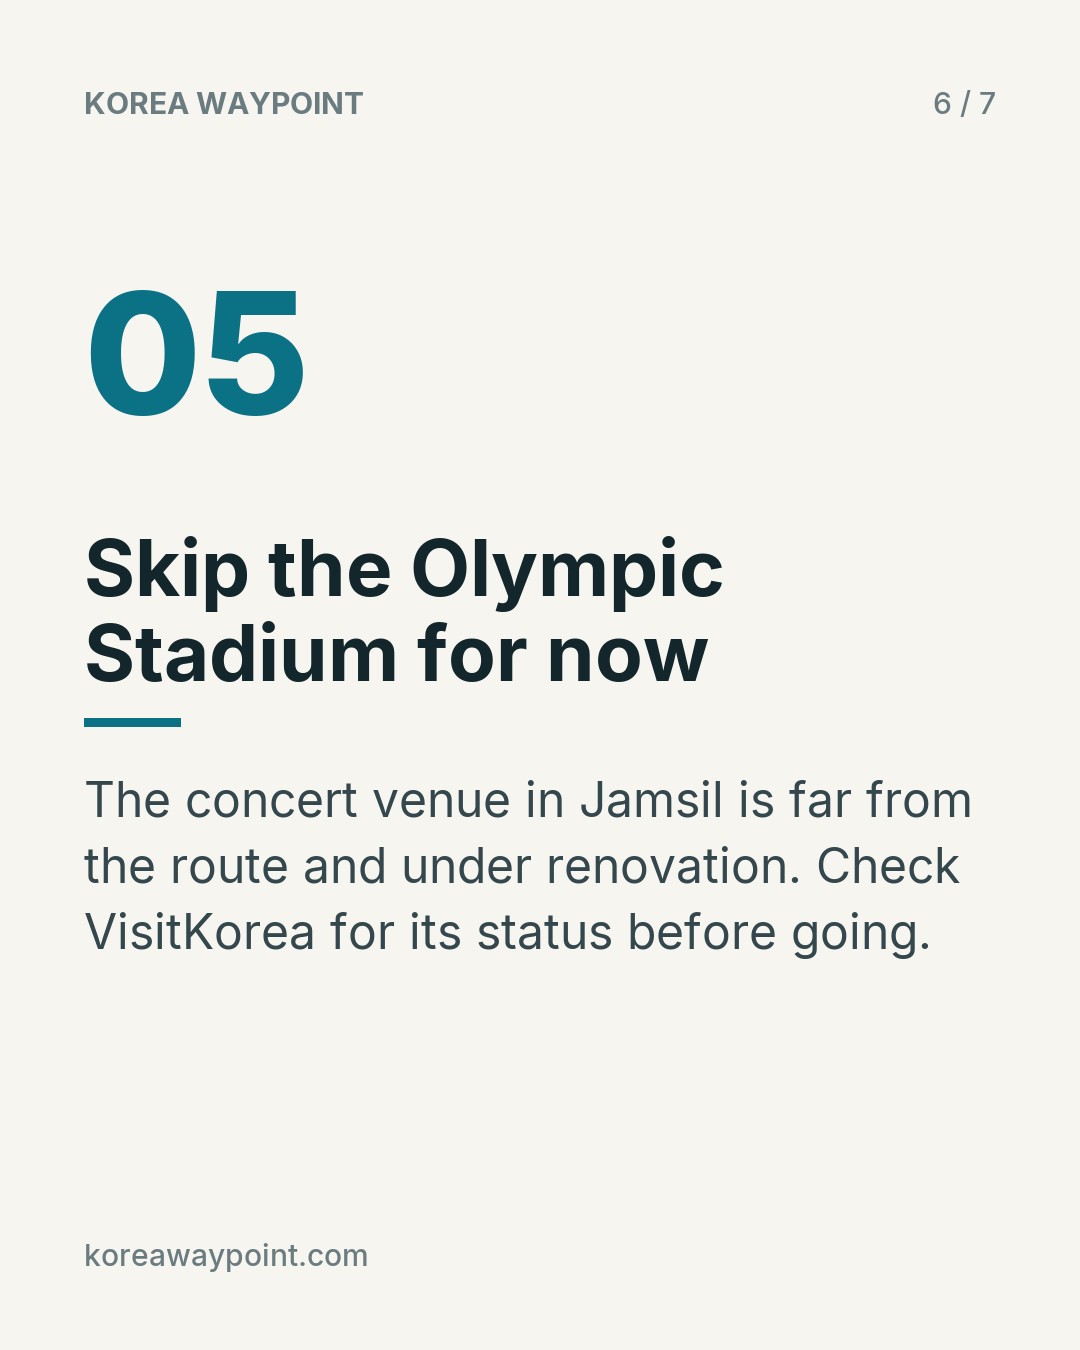 KOREA WAYPOINT
6 / 7
05
Skip the Olympic
Stadium for now
The concert venue in Jamsil is far from
the route and under renovation. Check
VisitKorea for its status before going.
koreawaypoint.com